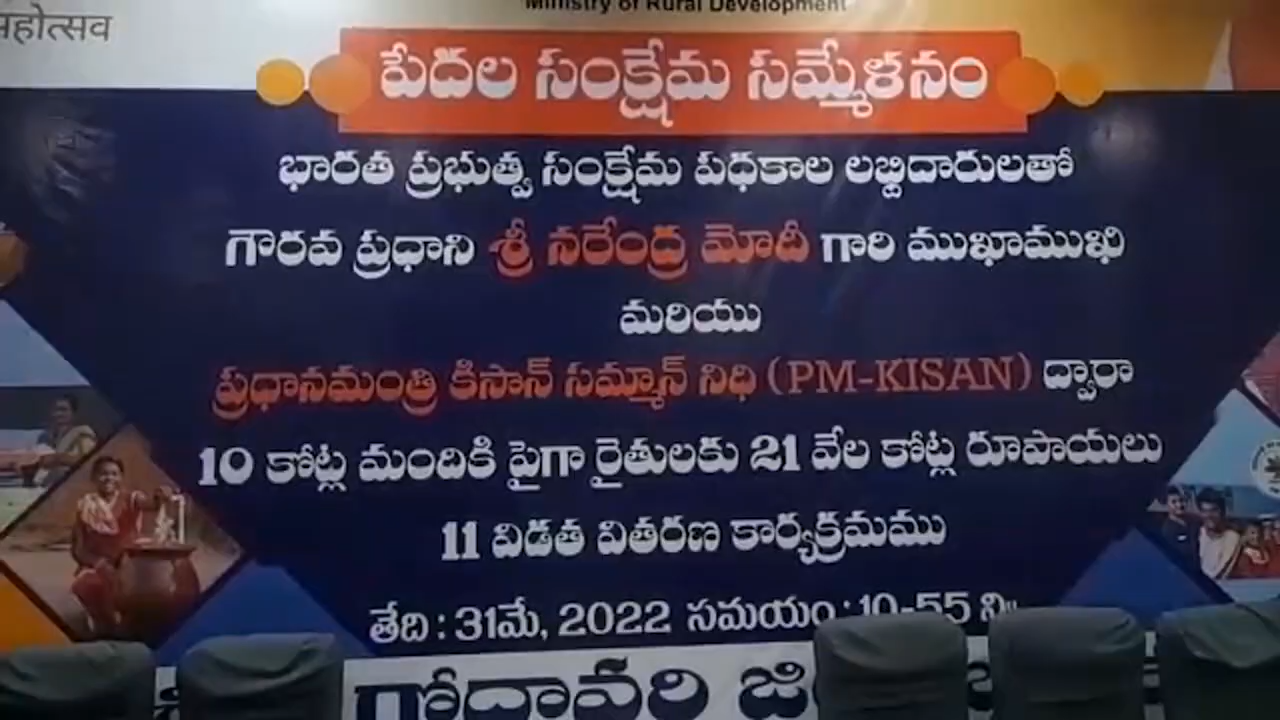 Ministry of Rural Development
महोत्सव
పేదల సంక్షేమ సమ్మేళనం
భారత ప్రభుత్వ సంక్షేమ పధకాల లబ్దిదారులతో
గౌరవ ప్రధాని శ్రీ నరేంద్ర మోదీ గారి ముఖాముఖి
మరియు
ప్రధానమంత్రి కిసాన్ సమ్మాన్ నిధి (PM-KISAN) ద్వారా
10 కోట్ల మందికి పైగా రైతులకు 21 వేల కోట్ల రూపాయలు
11 విడత వితరణ కార్యక్రమము
తేది : 31మే, 2022 సమయం : 10-55 ని॥
గోదావరి